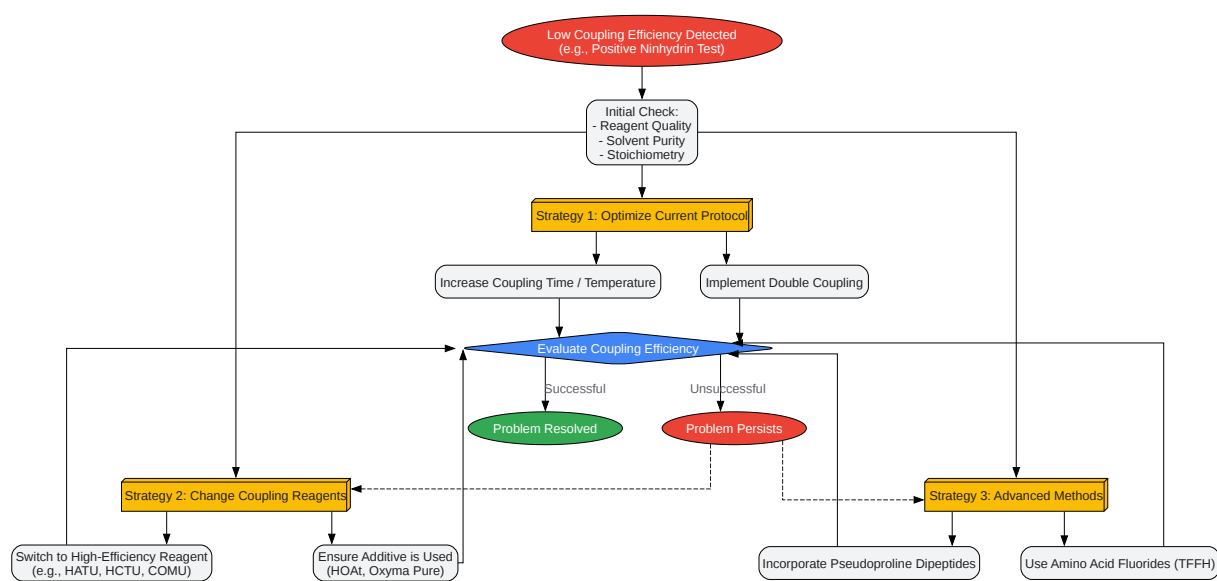 Low Coupling Efficiency Detected
(e.g., Positive Ninhydrin Test)
Initial Check:
- Reagent Quality
- Solvent Purity
- Stoichiometry
Strategy 1: Optimize Current Protocol
Increase Coupling Time / Temperature
Implement Double Coupling
Evaluate Coupling Efficiency
Successful
Unsuccessful
Problem Resolved
Problem Persists
Strategy 2: Change Coupling Reagents
Strategy 3: Advanced Methods
Switch to High-Efficiency Reagent
(e.g., HATU, HCTU, COMU)
Ensure Additive is Used
(HOAt, Oxyma Pure)
Incorporate Pseudoproline Dipeptides
Use Amino Acid Fluorides (TFFH)